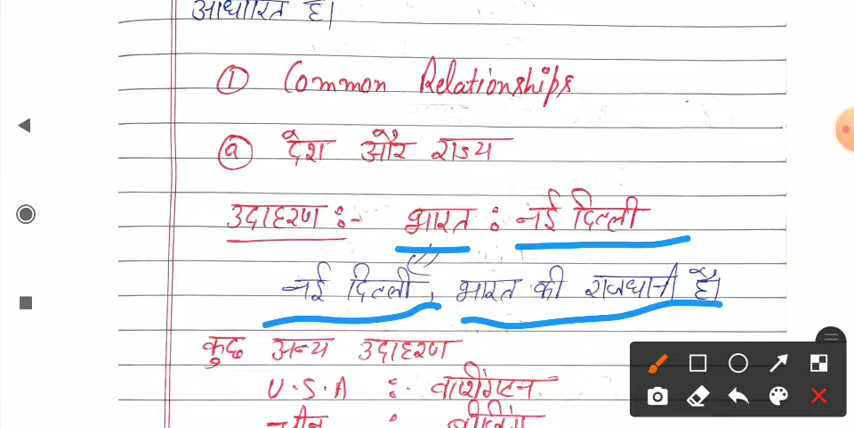 आधारित है।
① Common Relationships
ⓐ देश और राज्य
उदाहरण :- भारत : नई दिल्ली
नई दिल्ली, भारत की राजधानी है।
कुछ अन्य उदाहरण
U.S.A : वाशिंगटन
चीन : बीजिंग